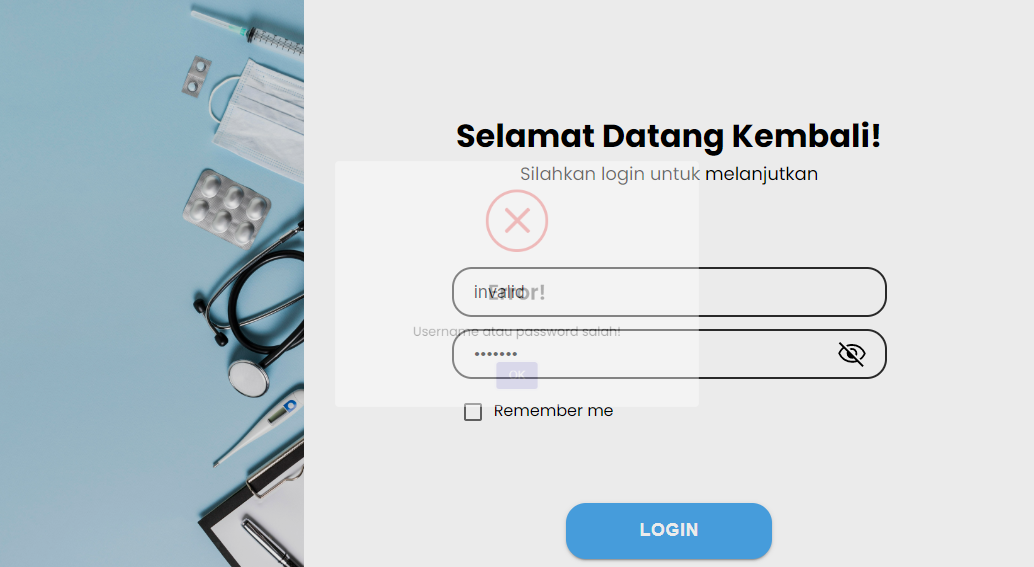 Selamat Datang Kembali!
Silahkan login untuk melanjutkan
invalid
Error!
Username atau password salah!
•••••••
OK
Remember me
LOGIN